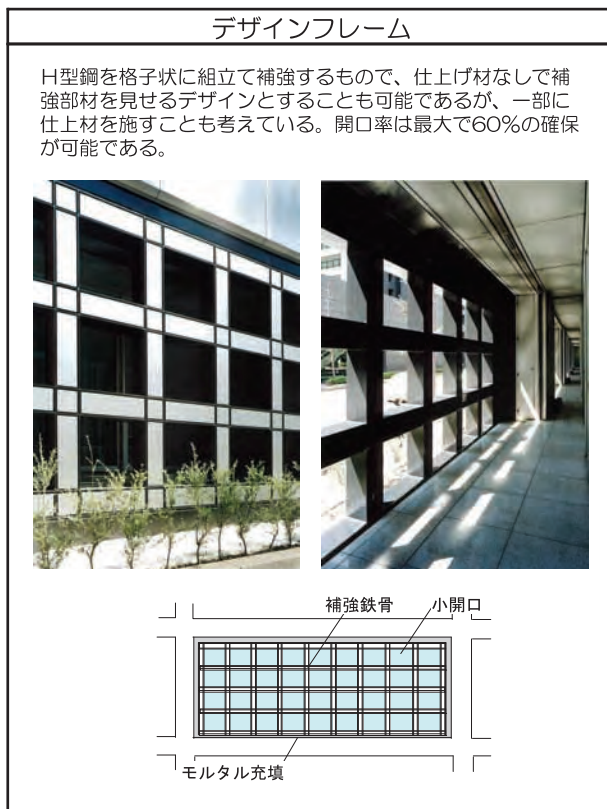 デザインフレーム
H型鋼を格子状に組立て補強するもので、仕上げ材なしで補
強部材を見せるデザインとすることも可能であるが、一部に
仕上材を施すことも考えている。開口率は最大で60%の確保
が可能である。
補強鉄骨 小開口
モルタル充填